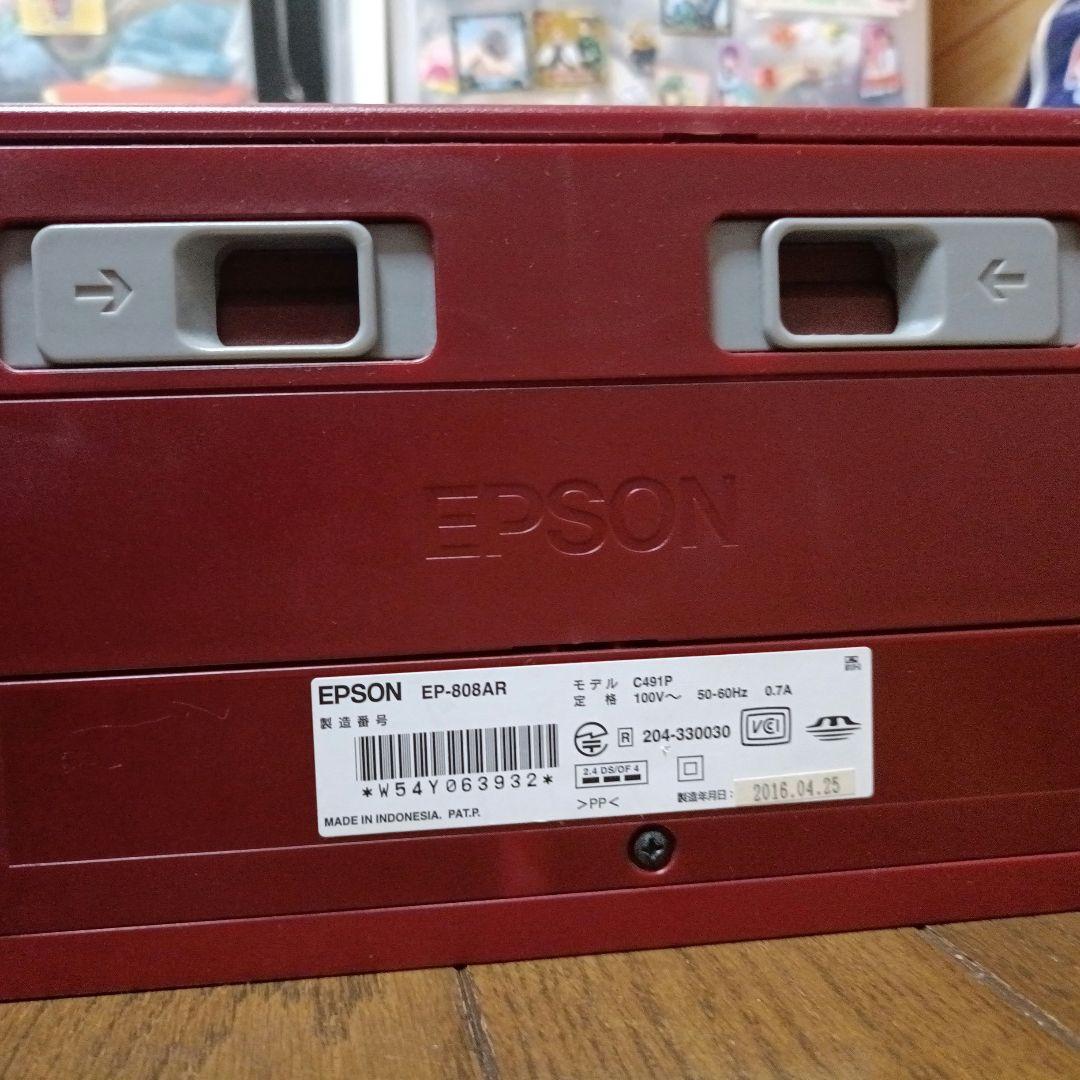 EPSON
EPSON EP-808AR
モデル C491P
定格 100V〜 50-60Hz 0.7A
製造番号
R 204-330030
VCI
*W54Y063932*
2.4 DS/OF 4
>PP<
製造年月日: 2016.04.25
MADE IN INDONESIA. PAT.P.